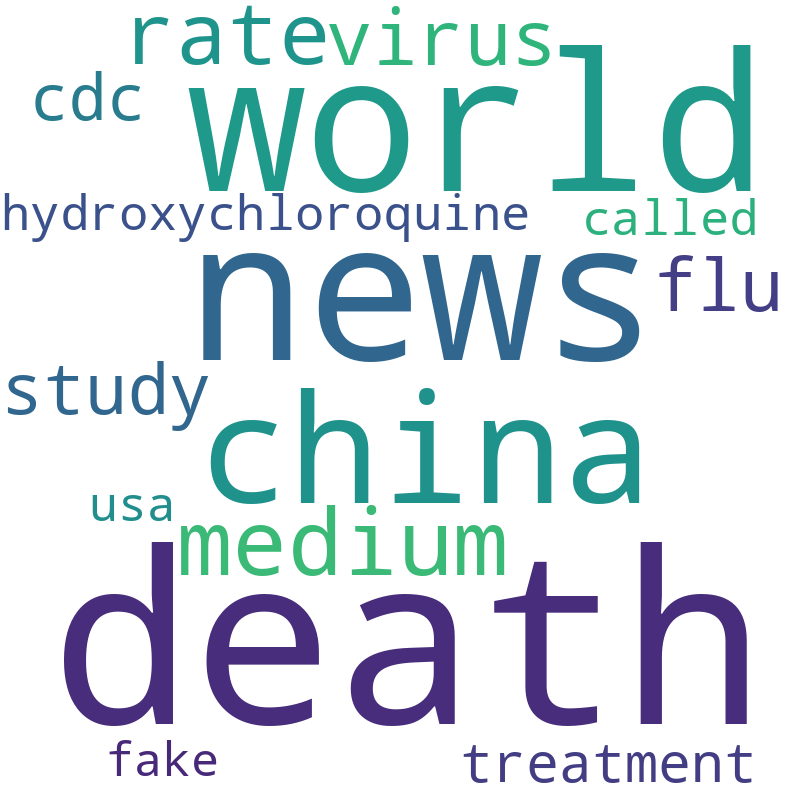 rate virus
cdc world
hydroxychloroquine called
news flu
study china
usa medium
death
fake treatment